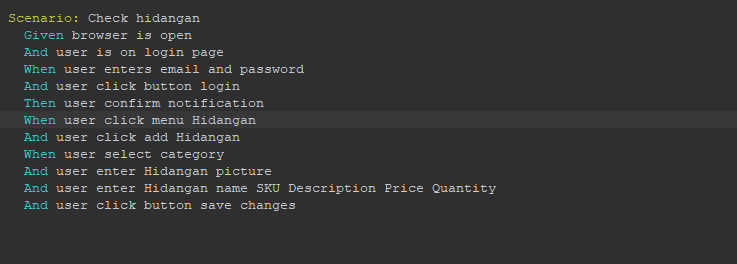 Scenario: Check hidangan
Given browser is open
And user is on login page
When user enters email and password
And user click button login
Then user confirm notification
When user click menu Hidangan
And user click add Hidangan
When user select category
And user enter Hidangan picture
And user enter Hidangan name SKU Description Price Quantity
And user click button save changes